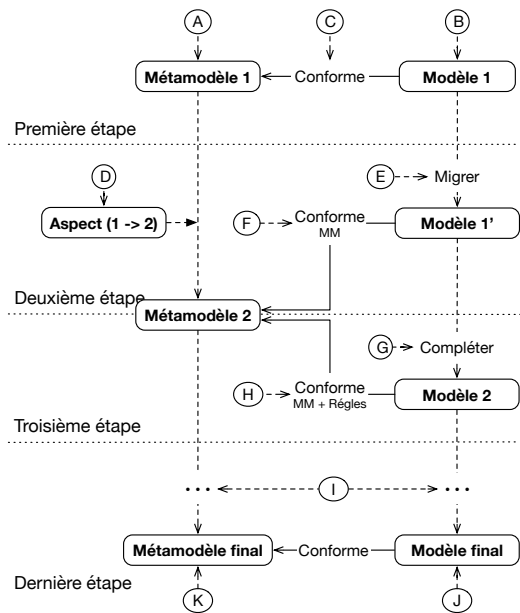 A
C
B
Métamodèle 1
Conforme
Modèle 1
Première étape
D
E
Migrer
Aspect (1 -> 2)
F
Conforme
MM
Modèle 1'
Deuxième étape
Métamodèle 2
G
Compléter
H
Conforme
MM + Régles
Modèle 2
Troisième étape
...
I
...
Métamodèle final
Conforme
Modèle final
Dernière étape
K
J